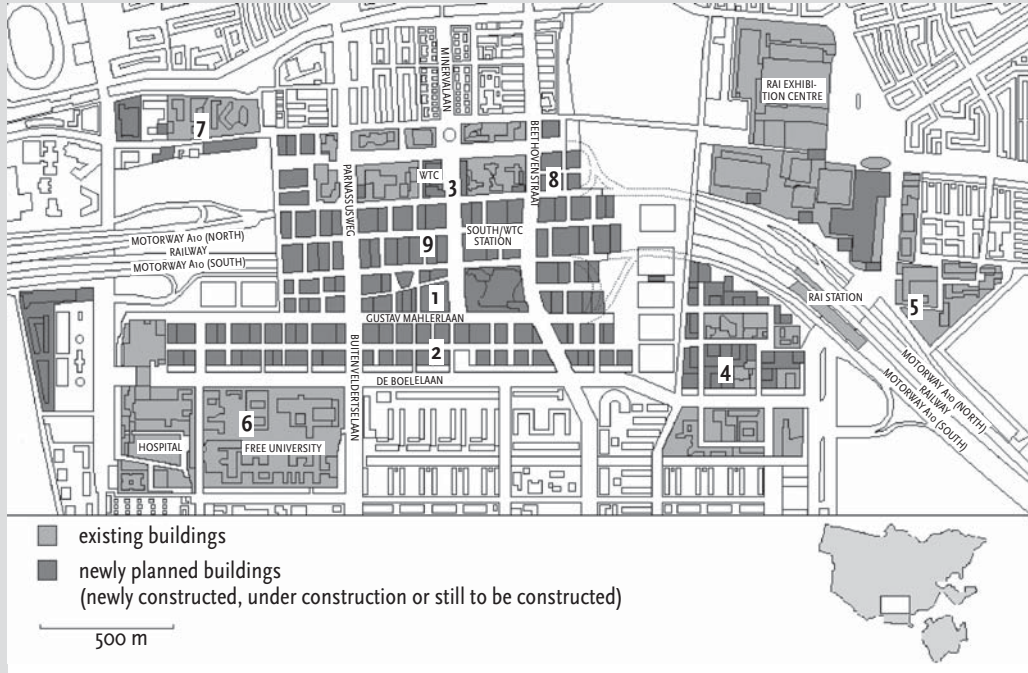 MINERVALAAN
RAI EXHIBI-
TION CENTRE
7
BEETHOVENSTRAAT
PARNASSUSWEG
WTC
3
8
SOUTH/WTC
STATION
9
MOTORWAY A10 (NORTH)
RAILWAY
MOTORWAY A10 (SOUTH)
1
RAI STATION
5
GUSTAV MAHLERLAAN
2
BUITENVELDERTSELAAN
4
MOTORWAY A10 (NORTH)
RAILWAY
MOTORWAY A10 (SOUTH)
DE BOELELAAN
6
HOSPITAL
FREE UNIVERSITY
existing buildings
newly planned buildings
(newly constructed, under construction or still to be constructed)
500 m